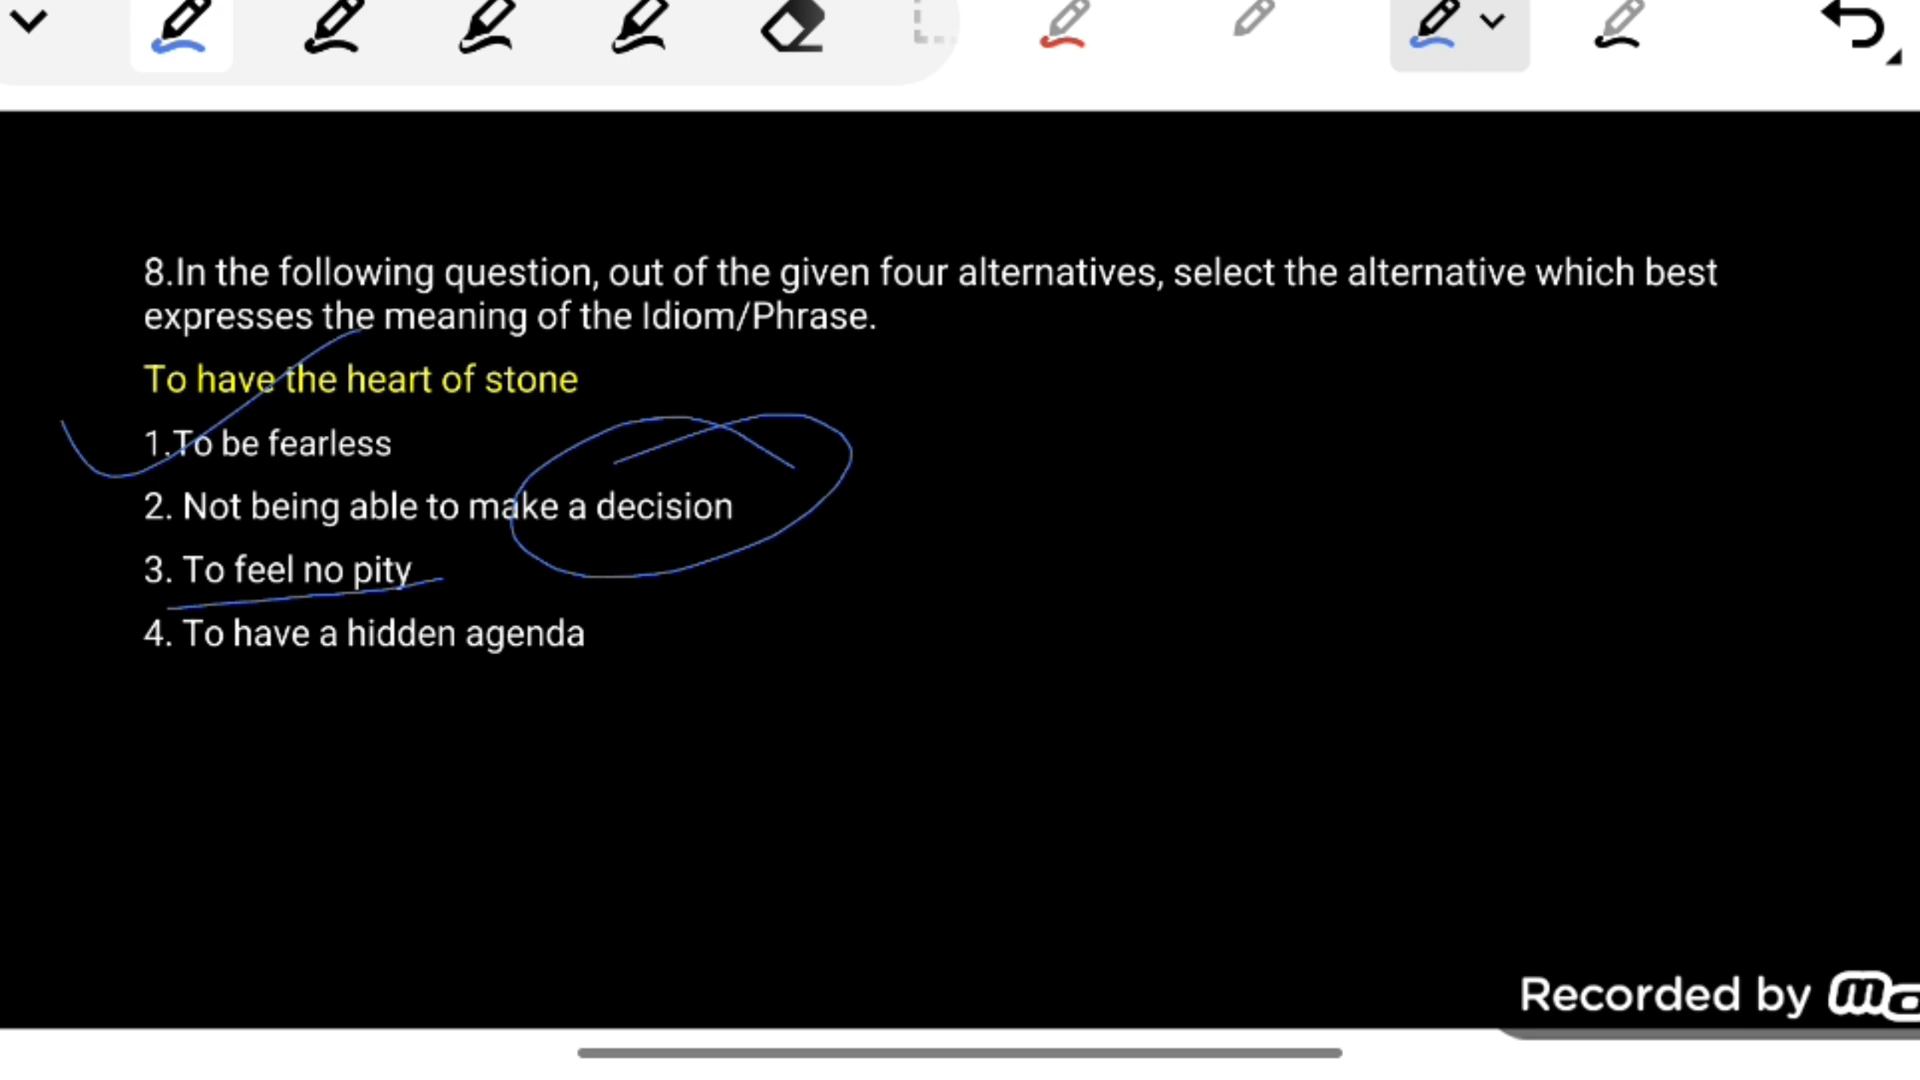 8.In the following question, out of the given four alternatives, select the alternative which best
expresses the meaning of the Idiom/Phrase.
To have the heart of stone
1.To be fearless
2. Not being able to make a decision
3. To feel no pity
4. To have a hidden agenda
Recorded by